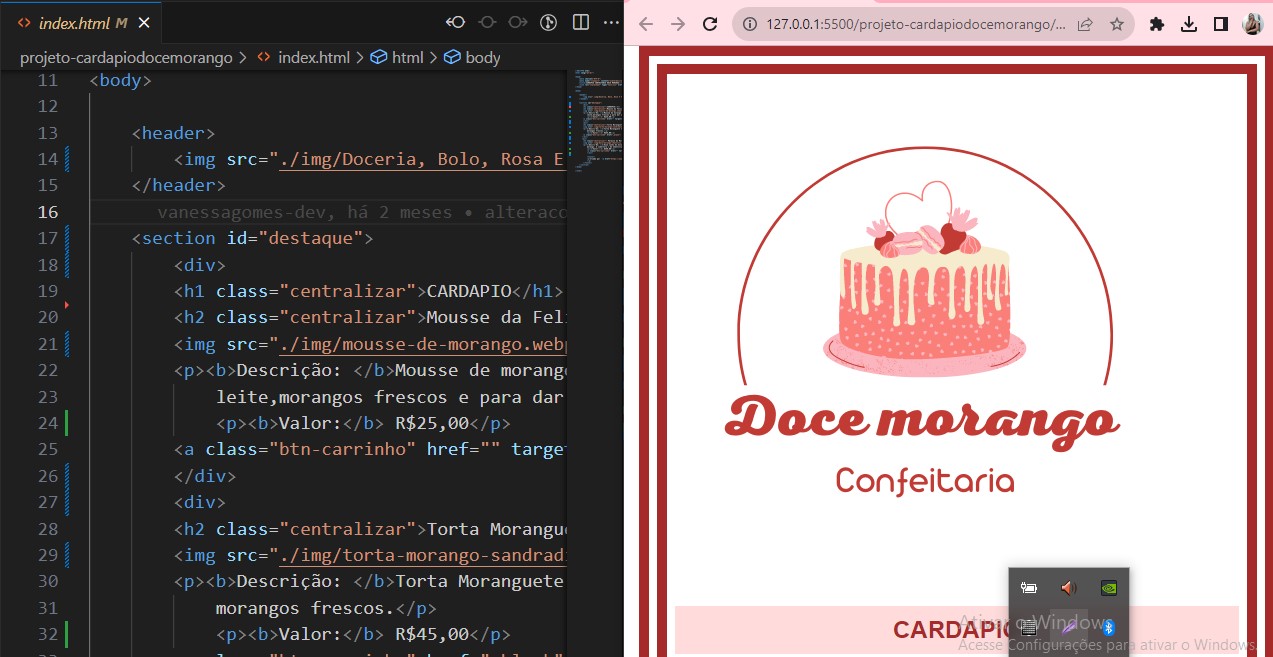 index.html M
127.0.0.1:5500/projeto-cardapiodocemorango/...
projeto-cardapiodocemorango > index.html > html > body
11 <body>
12
13 <header>
14 <img src="./img/Doceria, Bolo, Rosa E
15 </header>
16 vanessagomes-dev, há 2 meses • alteraco
17 <section id="destaque">
18 <div>
19 <h1 class="centralizar">CARDAPIO</h1>
20 <h2 class="centralizar">Mousse da Feli
21 <img src="./img/mousse-de-morango.webp
22 <p><b>Descrição: </b>Mousse de morango
23 leite,morangos frescos e para dar
24 <p><b>Valor:</b> R$25,00</p>
25 <a class="btn-carrinho" href="" targe
26 </div>
27 <div>
28 <h2 class="centralizar">Torta Morangue
29 <img src="./img/torta-morango-sandradi
30 <p><b>Descrição: </b>Torta Moranguete
31 morangos frescos.</p>
32 <p><b>Valor:</b> R$45,00</p>
Doce morango
Confeitaria
CARDAPIO
Ativar o Windows
Acesse Configurações para ativar o Windows.